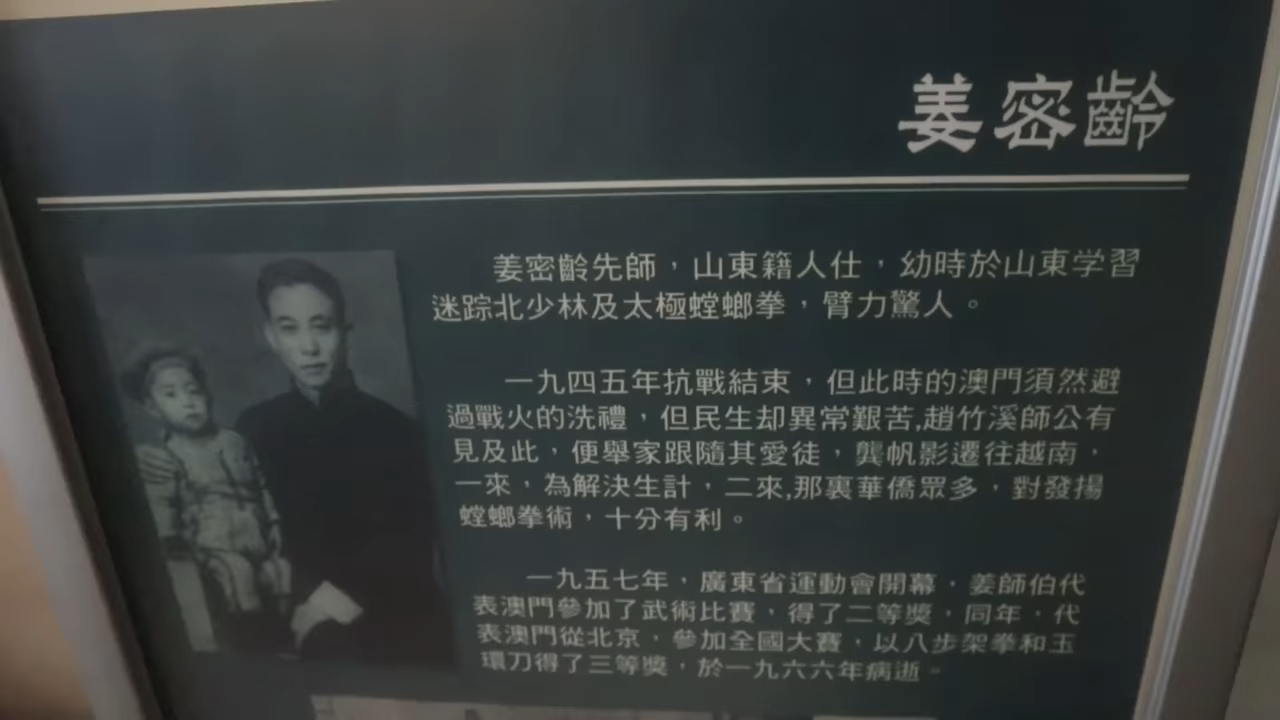 姜密齡
姜密齡先師，山東籍人仕，幼時於山東学習
迷踪北少林及太極螳螂拳，臂力驚人。
一九四五年抗戰結束，但此時的澳門須然避
過戰火的洗禮，但民生却異常艱苦,趙竹溪師公有
見及此，便舉家跟隨其愛徒，龔帆影遷往越南，
一來，為解決生計，二來,那裏華僑眾多，對發揚
螳螂拳術，十分有利。
一九五七年，廣東省運動會開幕，姜師伯代
表澳門參加了武術比賽，得了二等獎，同年，代
表澳門從北京，參加全國大賽，以八步架拳和玉
環刀得了三等獎，於一九六六年病逝。